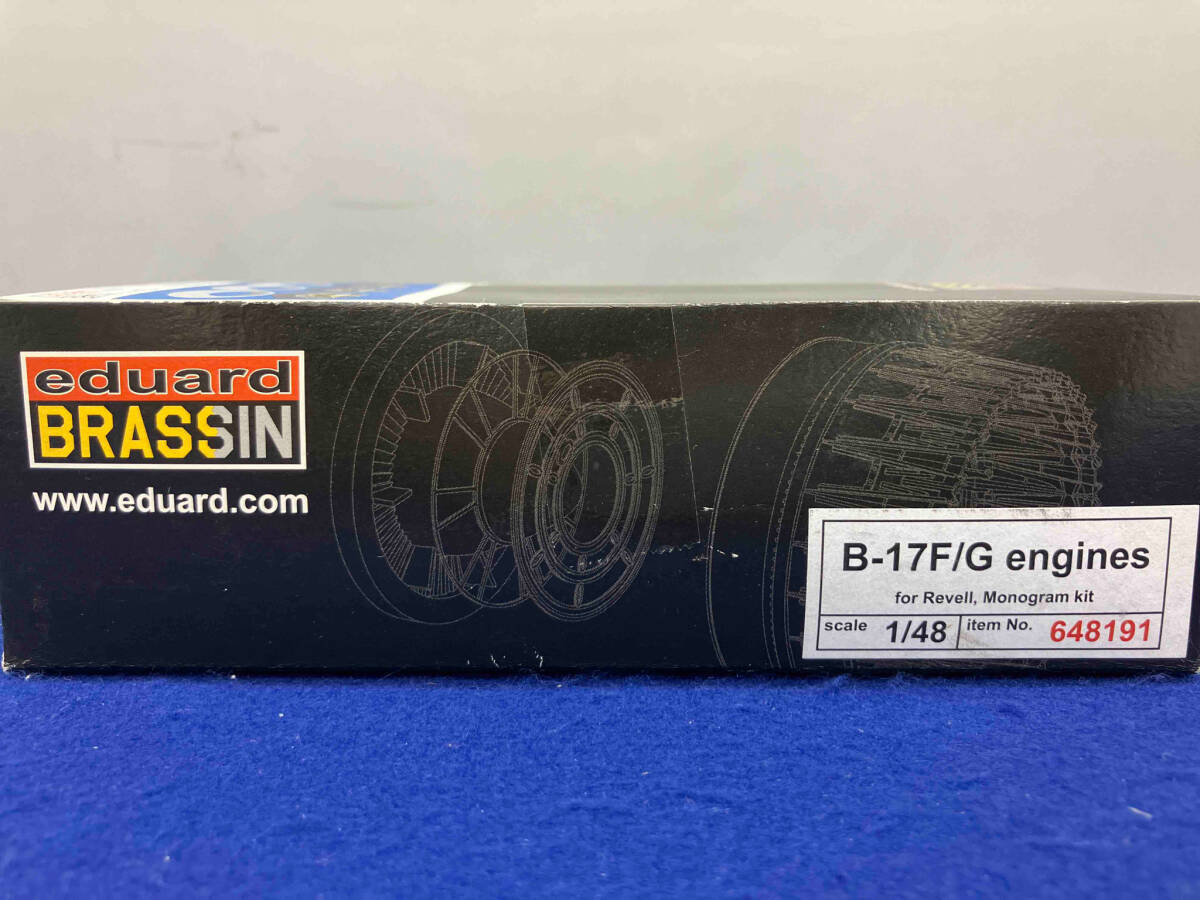 eduard
BRASSIN
www.eduard.com
B-17F/G engines
for Revell, Monogram kit
scale 1/48 item No. 648191